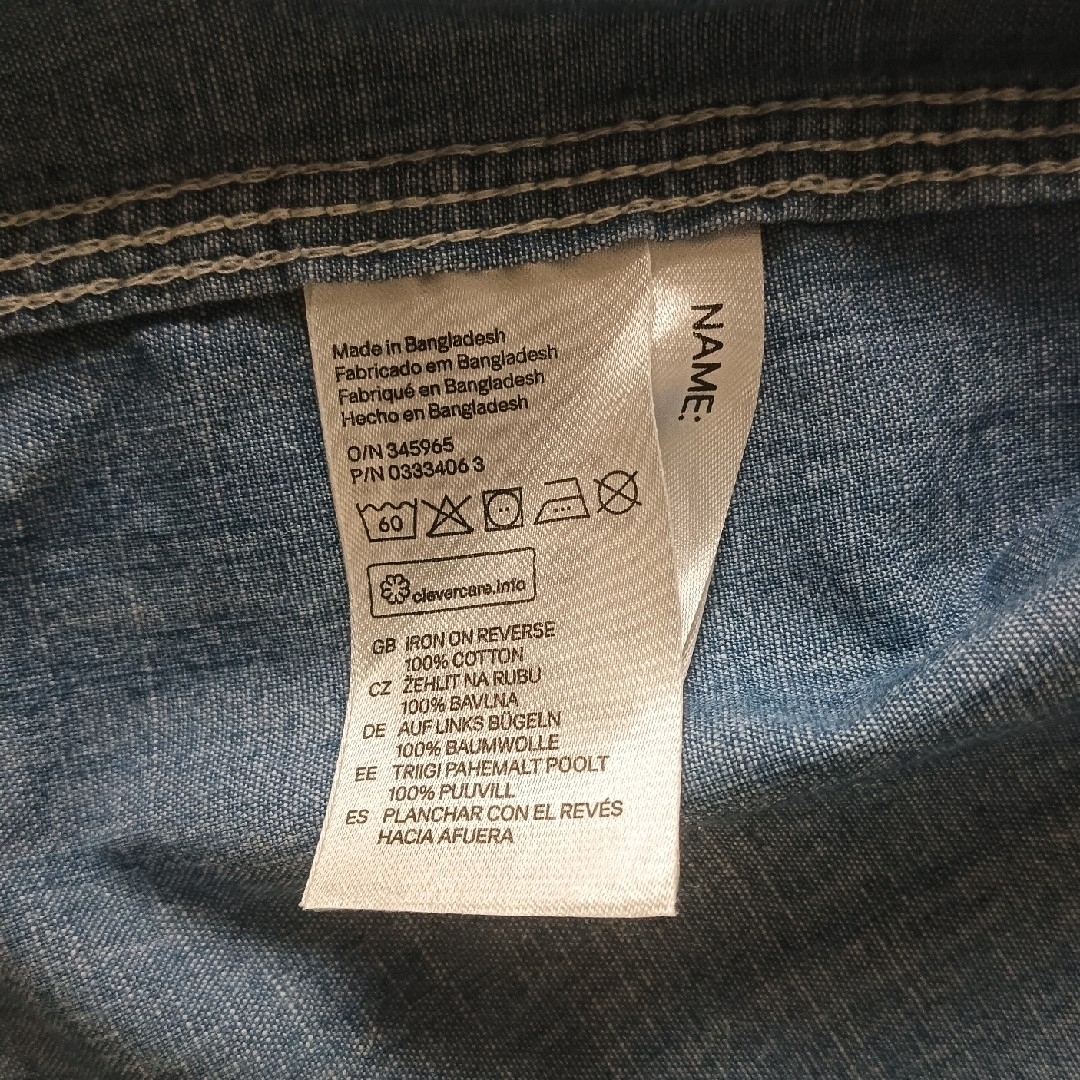 Made in Bangladesh
Fabricado em Bangladesh
Fabriqué en Bangladesh
Hecho en Bangladesh
O/N 345965
P/N 0333406 3
60
clevercare.info
GB IRON ON REVERSE
100% COTTON
CZ ŽEHLIT NA RUBU
100% BAVLNA
DE AUF LINKS BÜGELN
100% BAUMWOLLE
EE TRIIGI PAHEMALT POOLT
100% PUUVILL
ES PLANCHAR CON EL REVÉS
HACIA AFUERA
NAME: